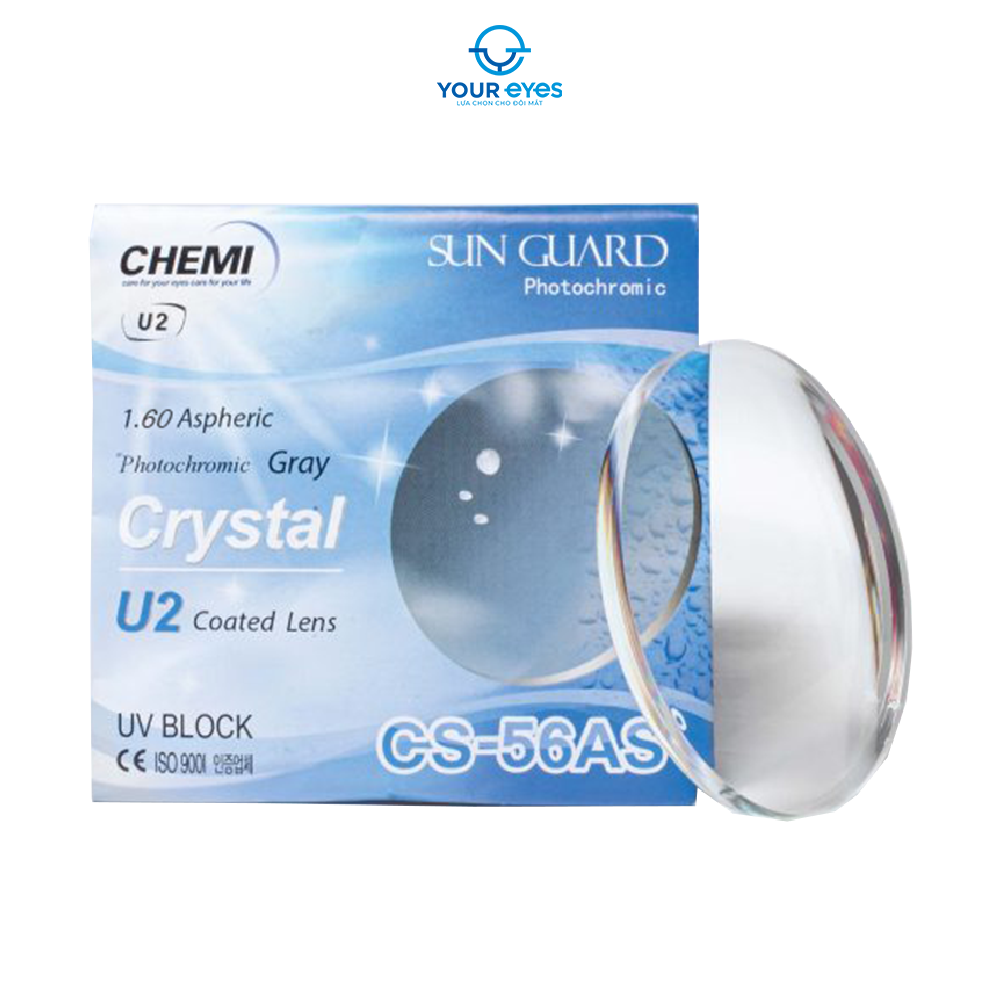 YOUR eyes
LỰA CHỌN CHO ĐÔI MẮT
CHEMI
care for your eyes care for your life
U2
SUN GUARD
Photochromic
1.60 Aspheric
"Photochromic Gray
Crystal
U2 Coated Lens
UV BLOCK
CE ISO 9001 인증업체
CS-56AS